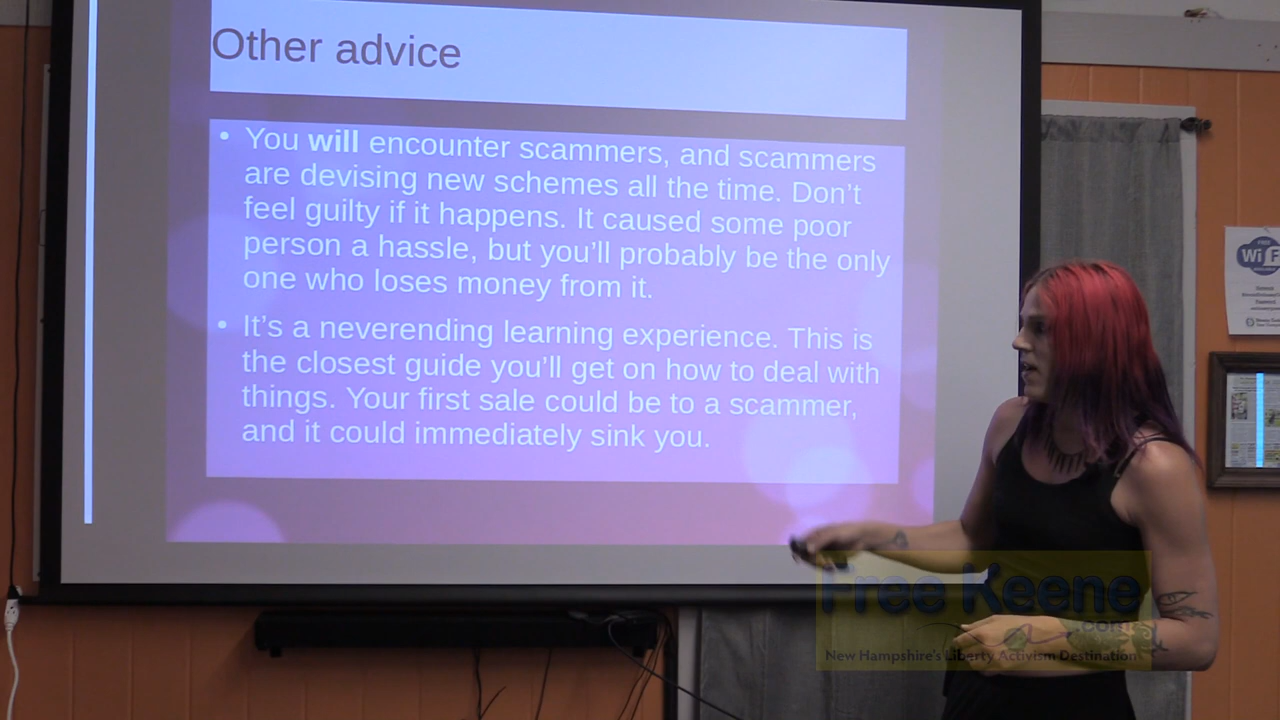 Other advice
• You will encounter scammers, and scammers
are devising new schemes all the time. Don’t
feel guilty if it happens. It caused some poor
person a hassle, but you’ll probably be the only
one who loses money from it.
• It’s a neverending learning experience. This is
the closest guide you’ll get on how to deal with
things. Your first sale could be to a scammer,
and it could immediately sink you.
FREE
Wi Fi
Free Keene
.com
New Hampshire's Liberty Activism Destination